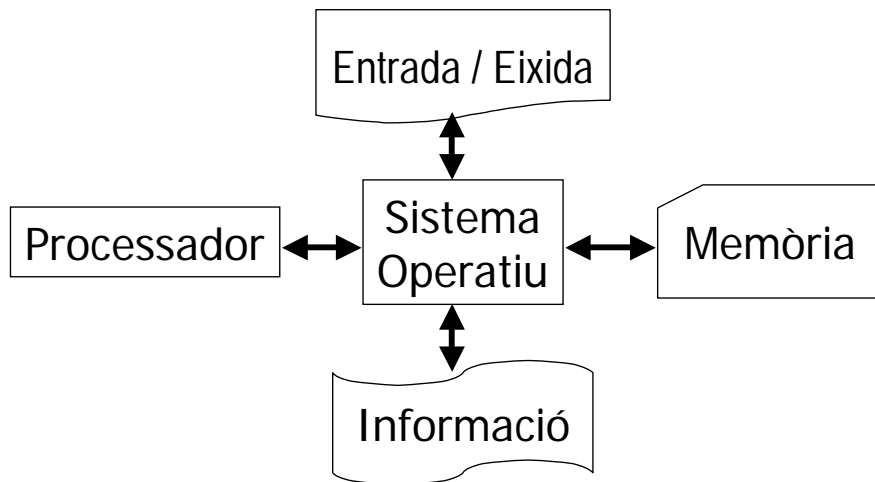 Entrada / Eixida
Processador
Sistema
Operatiu
Memòria
Informació